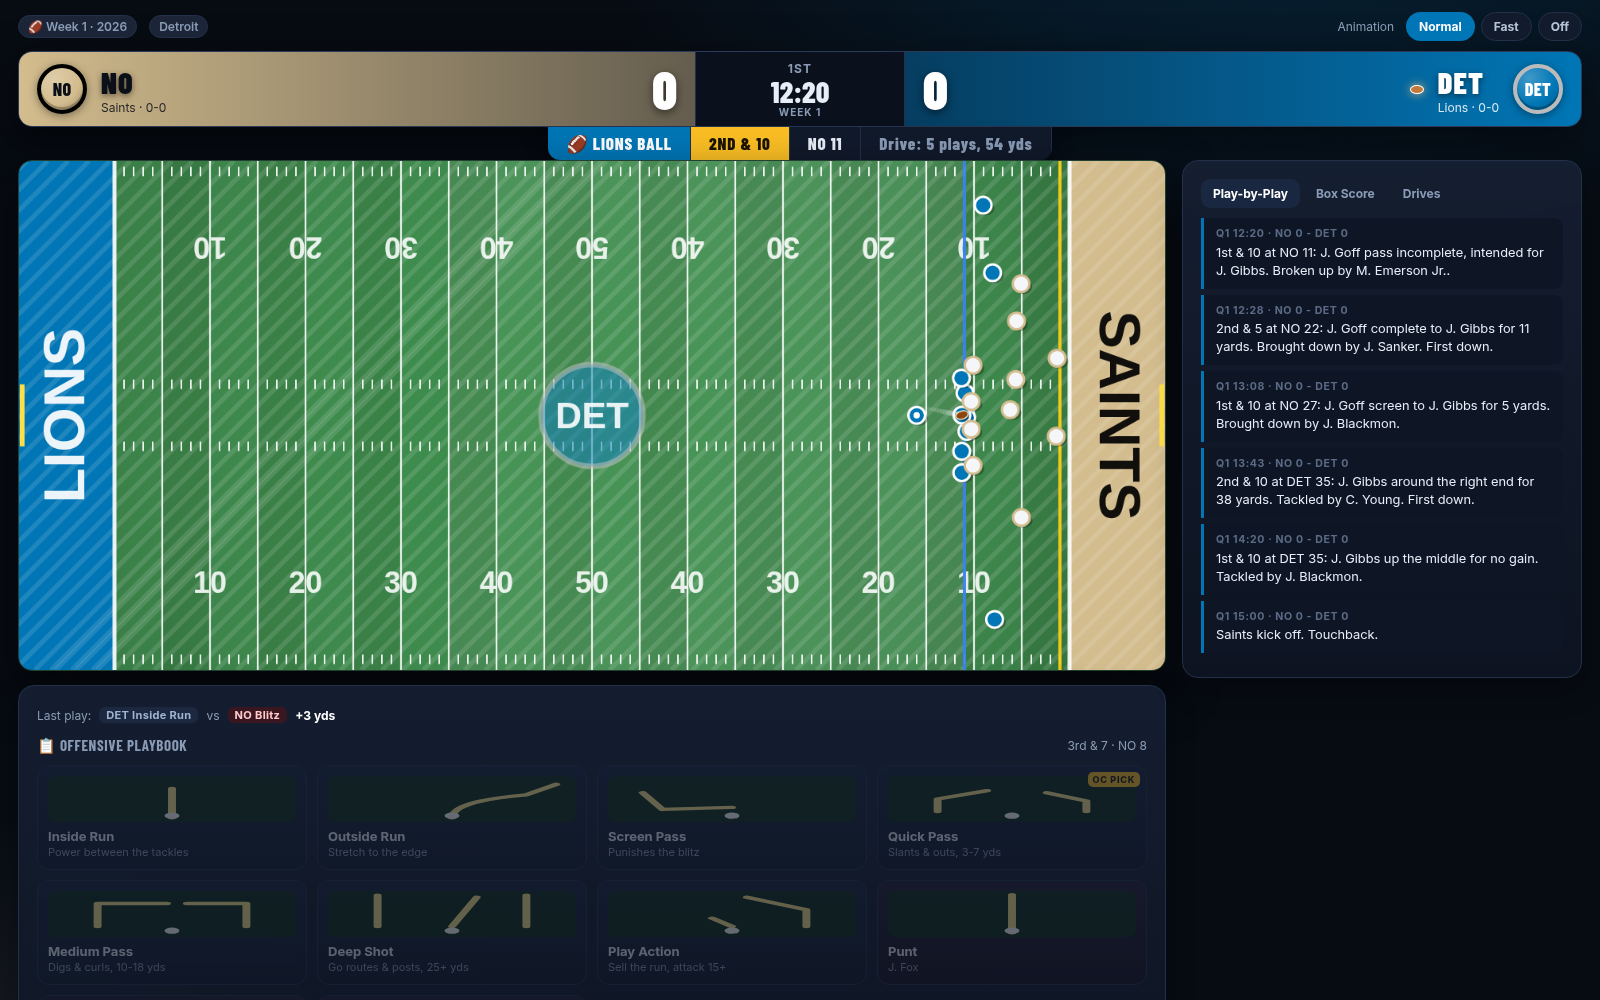 🏈 Week 1 · 2026
Detroit
Animation
Normal
Fast
Off
NO
NO
Saints · 0-0
0
1ST
12:20
WEEK 1
0
DET
Lions · 0-0
DET
🏈 LIONS BALL
2ND & 10
NO 11
Drive: 5 plays, 54 yds
10 20 30 40 50 40 30 20 10
LIONS
DET
SAINTS
10 20 30 40 50 40 30 20 10
Play-by-Play
Box Score
Drives
Q1 12:20 · NO 0 - DET 0
1st & 10 at NO 11: J. Goff pass incomplete, intended for
J. Gibbs. Broken up by M. Emerson Jr..
Q1 12:28 · NO 0 - DET 0
2nd & 5 at NO 22: J. Goff complete to J. Gibbs for 11
yards. Brought down by J. Sanker. First down.
Q1 13:08 · NO 0 - DET 0
1st & 10 at NO 27: J. Goff screen to J. Gibbs for 5 yards.
Brought down by J. Blackmon.
Q1 13:43 · NO 0 - DET 0
2nd & 10 at DET 35: J. Gibbs around the right end for
38 yards. Tackled by C. Young. First down.
Q1 14:20 · NO 0 - DET 0
1st & 10 at DET 35: J. Gibbs up the middle for no gain.
Tackled by J. Blackmon.
Q1 15:00 · NO 0 - DET 0
Saints kick off. Touchback.
Last play: DET Inside Run vs NO Blitz +3 yds
📋 OFFENSIVE PLAYBOOK
3rd & 7 · NO 8
Inside Run
Power between the tackles
Outside Run
Stretch to the edge
Screen Pass
Punishes the blitz
OC PICK
Quick Pass
Slants & outs, 3-7 yds
Medium Pass
Digs & curls, 10-18 yds
Deep Shot
Go routes & posts, 25+ yds
Play Action
Sell the run, attack 15+
Punt
J. Fox